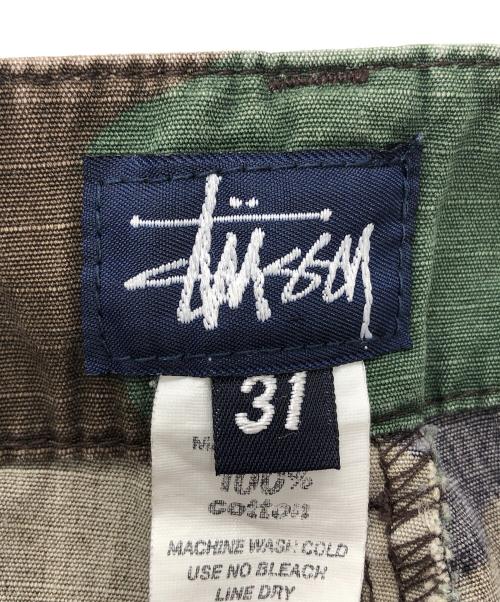 Stüssy
31
100%
cotton
MACHINE WASH COLD
USE NO BLEACH
LINE DRY